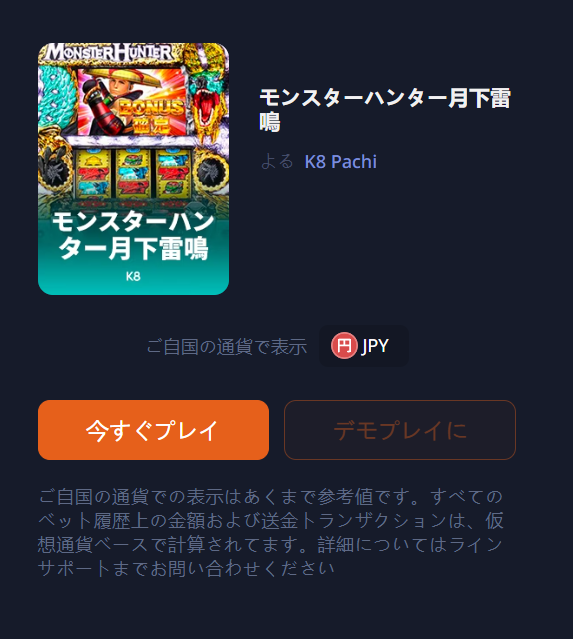 MONSTER HUNTER
BONUS
確定
モンスターハン
ター月下雷鳴
K8
モンスターハンター月下雷
鳴
よる K8 Pachi
ご自国の通貨で表示 円 JPY
今すぐプレイ
デモプレイに
ご自国の通貨での表示はあくまで参考値です。すべての
ベット履歴上の金額および送金トランザクションは、仮
想通貨ベースで計算されてます。詳細についてはライン
サポートまでお問い合わせください